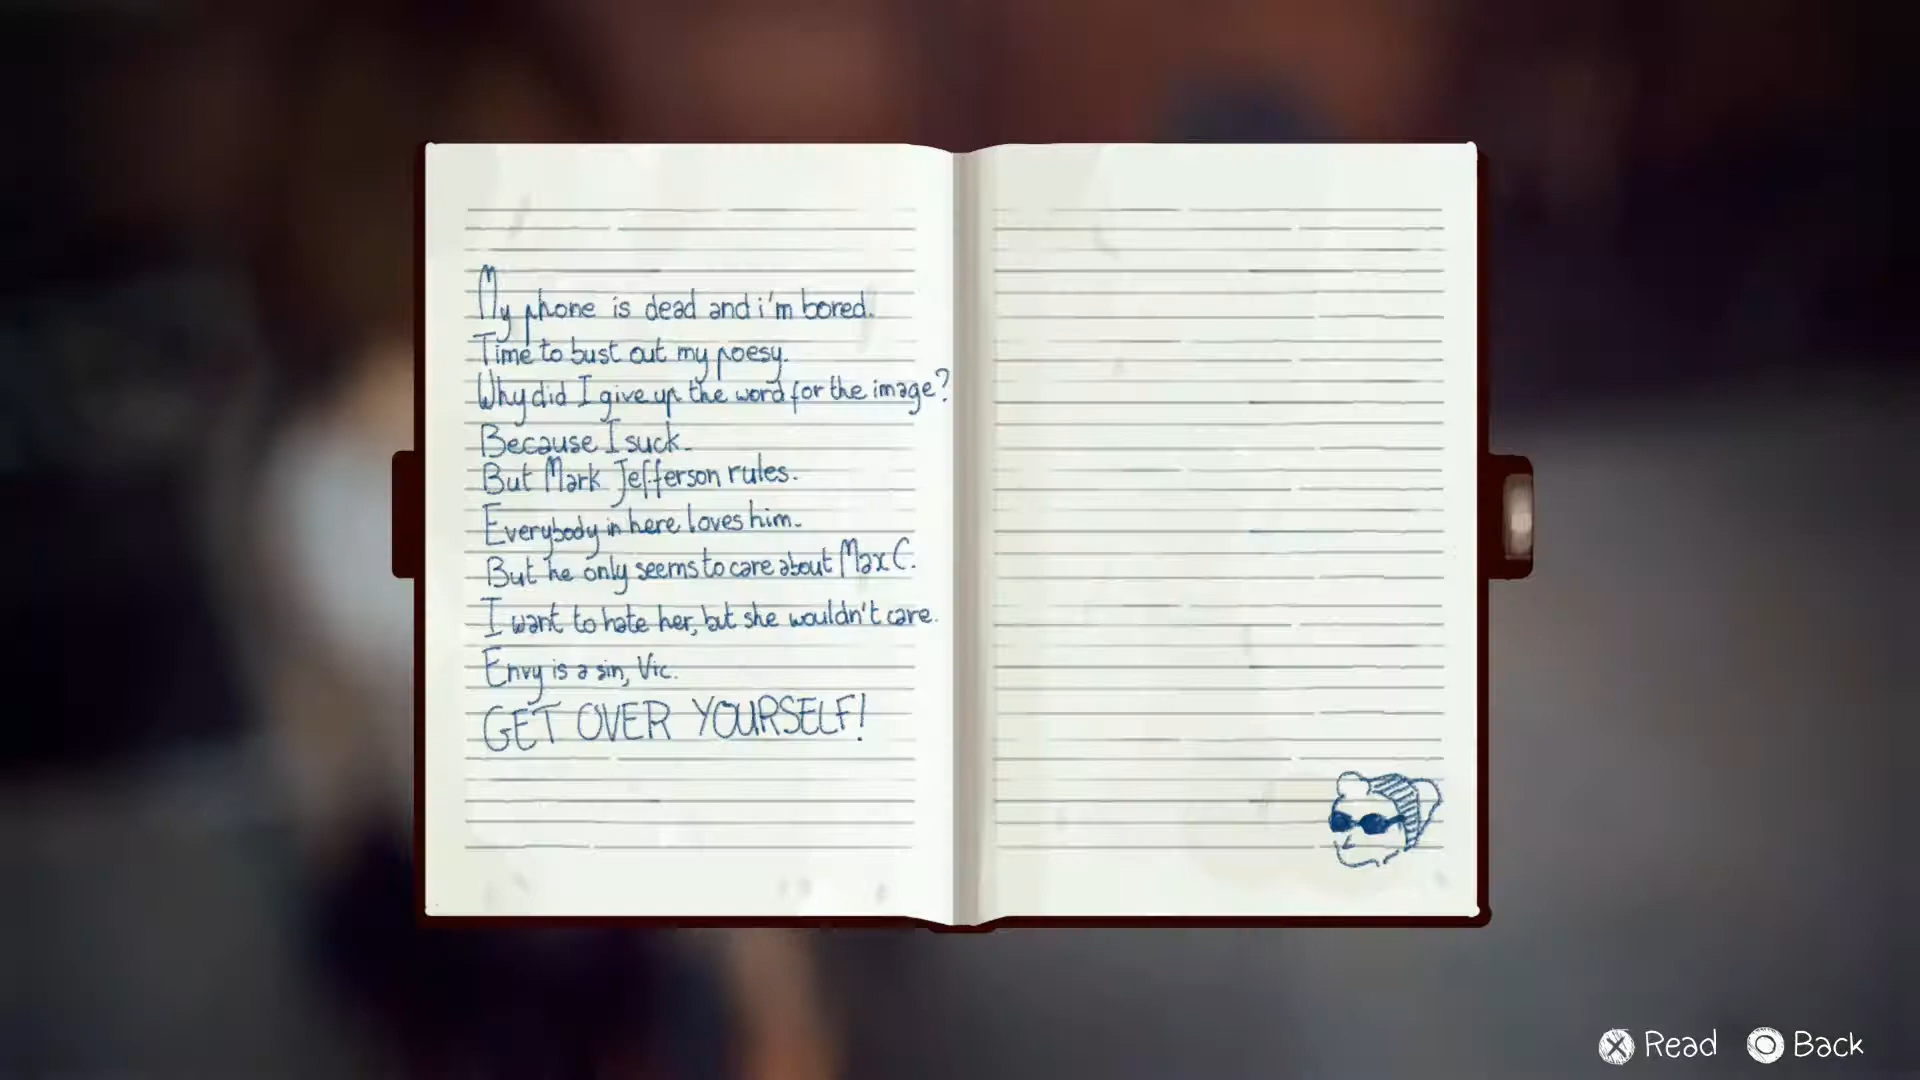 My phone is dead and i'm bored.
Time to bust out my poesy.
Why did I give up the word for the image?
Because I suck.
But Mark Jefferson rules.
Everybody in here loves him.
But he only seems to care about Max C.
I want to hate her, but she wouldn't care.
Envy is a sin, Vic.
GET OVER YOURSELF!
Read Back